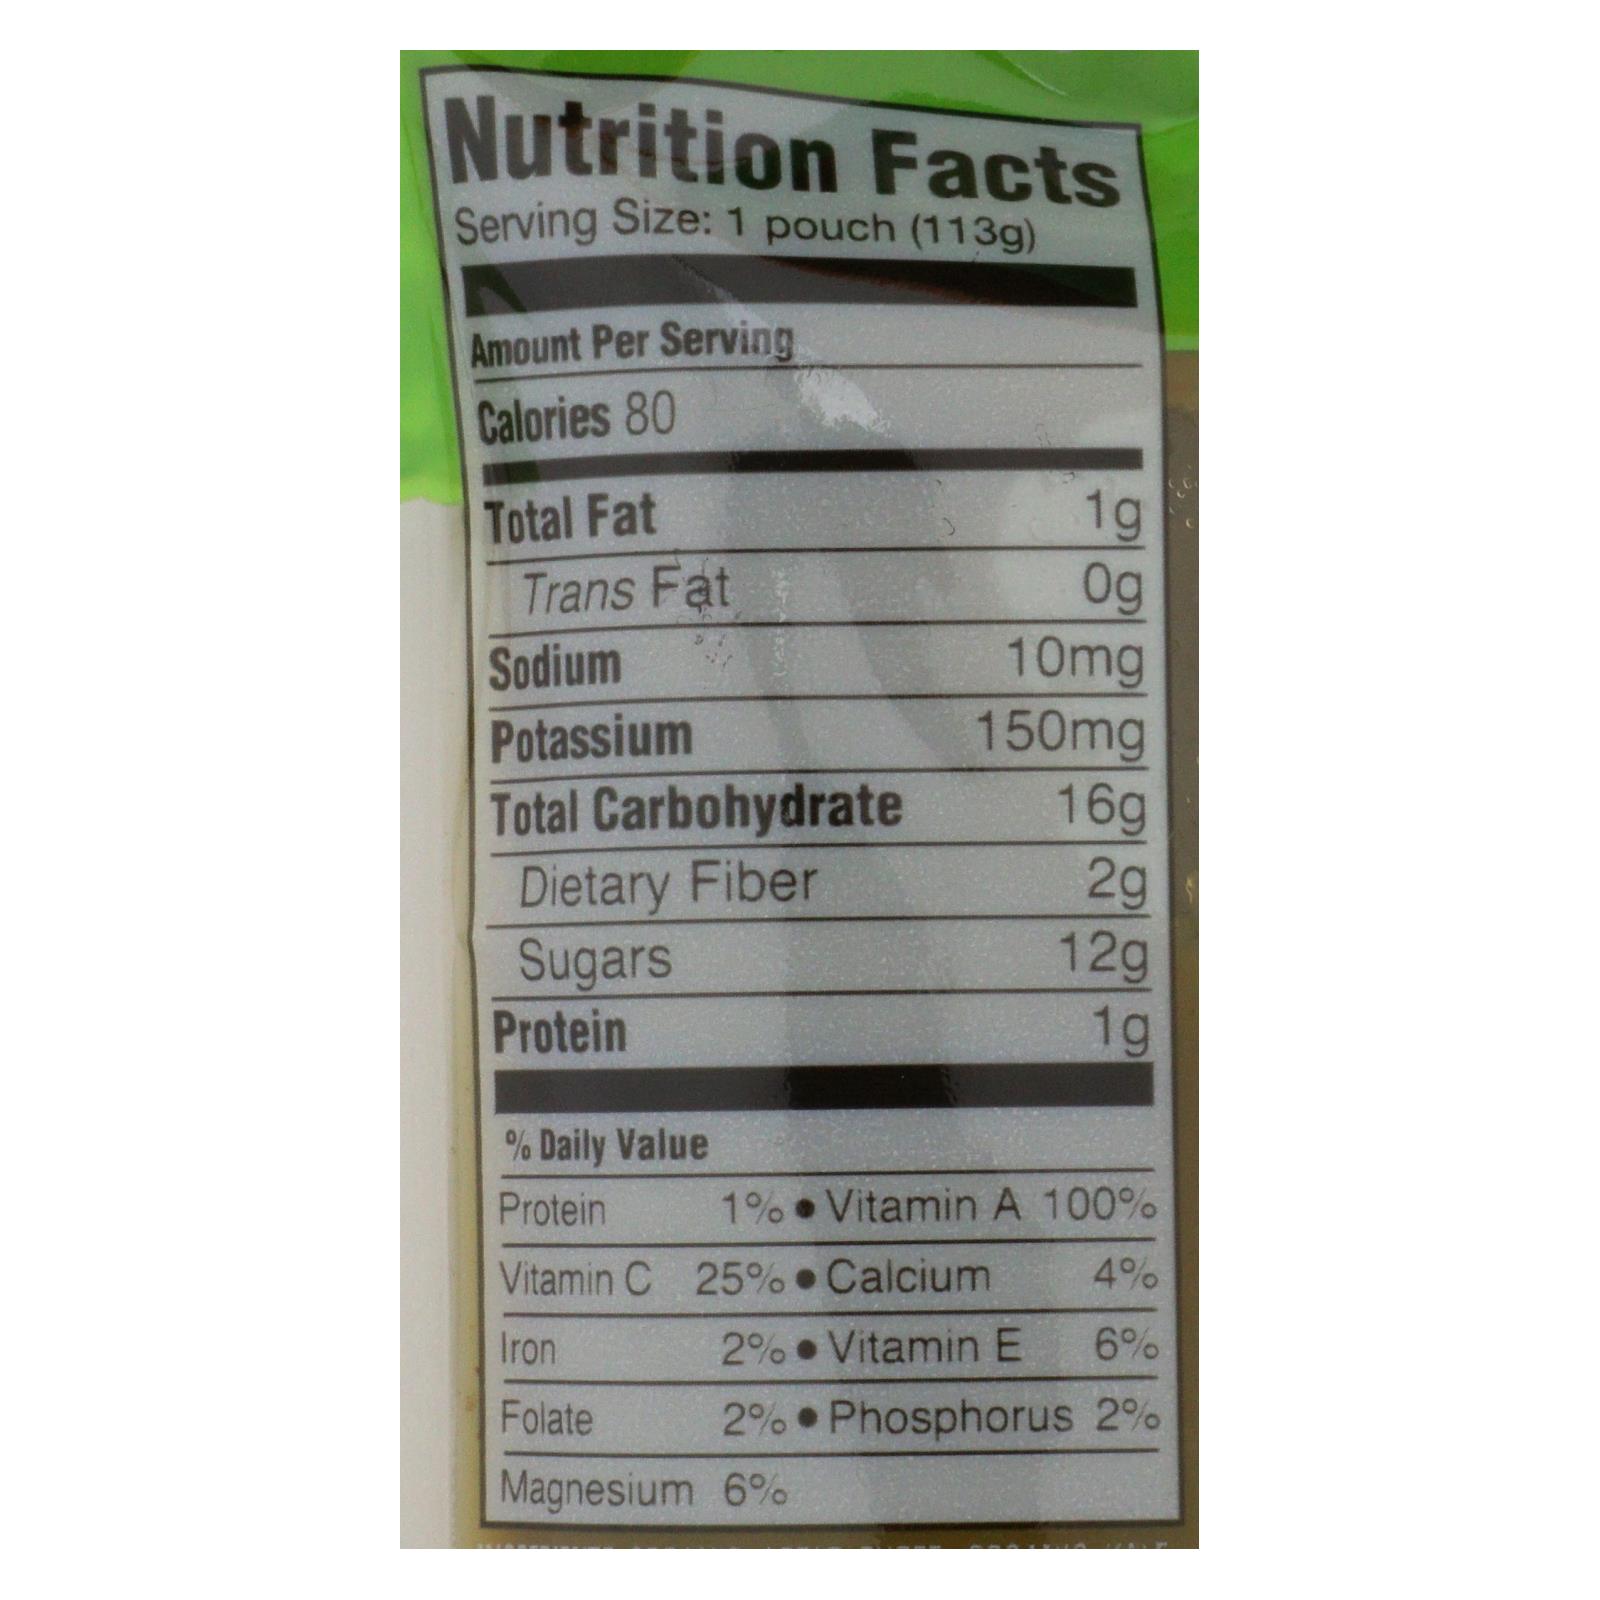 Nutrition Facts
Serving Size: 1 pouch (113g)
Amount Per Serving
Calories 80
Total Fat 1g
Trans Fat 0g
Sodium 10mg
Potassium 150mg
Total Carbohydrate 16g
Dietary Fiber 2g
Sugars 12g
Protein 1g
% Daily Value
Protein 1% • Vitamin A 100%
Vitamin C 25% • Calcium 4%
Iron 2% • Vitamin E 6%
Folate 2% • Phosphorus 2%
Magnesium 6%